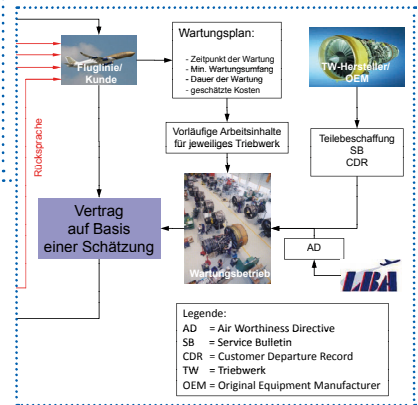 Wartungsplan:
- Zeitpunkt der Wartung
- Min. Wartungsumfang
- Dauer der Wartung
- geschätzte Kosten
Fluglinie/
Kunde
TW-Hersteller/
OEM
Rücksprache
Vorläufige Arbeitsinhalte
für jeweiliges Triebwerk
Teilebeschaffung
SB
CDR
Vertrag
auf Basis
einer Schätzung
Wartungsbetrieb
AD
LBA
Legende:
AD = Air Worthiness Directive
SB = Service Bulletin
CDR = Customer Departure Record
TW = Triebwerk
OEM = Original Equipment Manufacturer